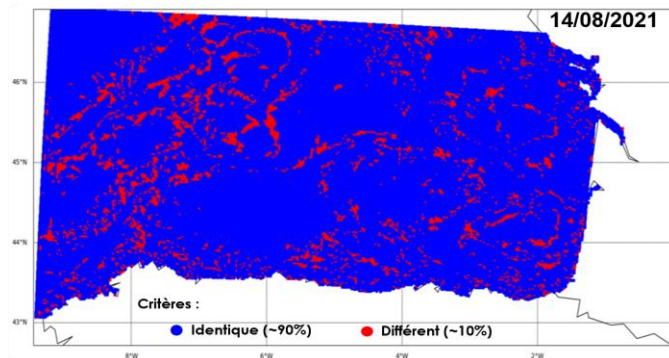 14/08/2021
46°N
45°N
44°N
43°N
Critères :
Identique (~90%)
Différent (~10%)
8°W
6°W
4°W
2°W